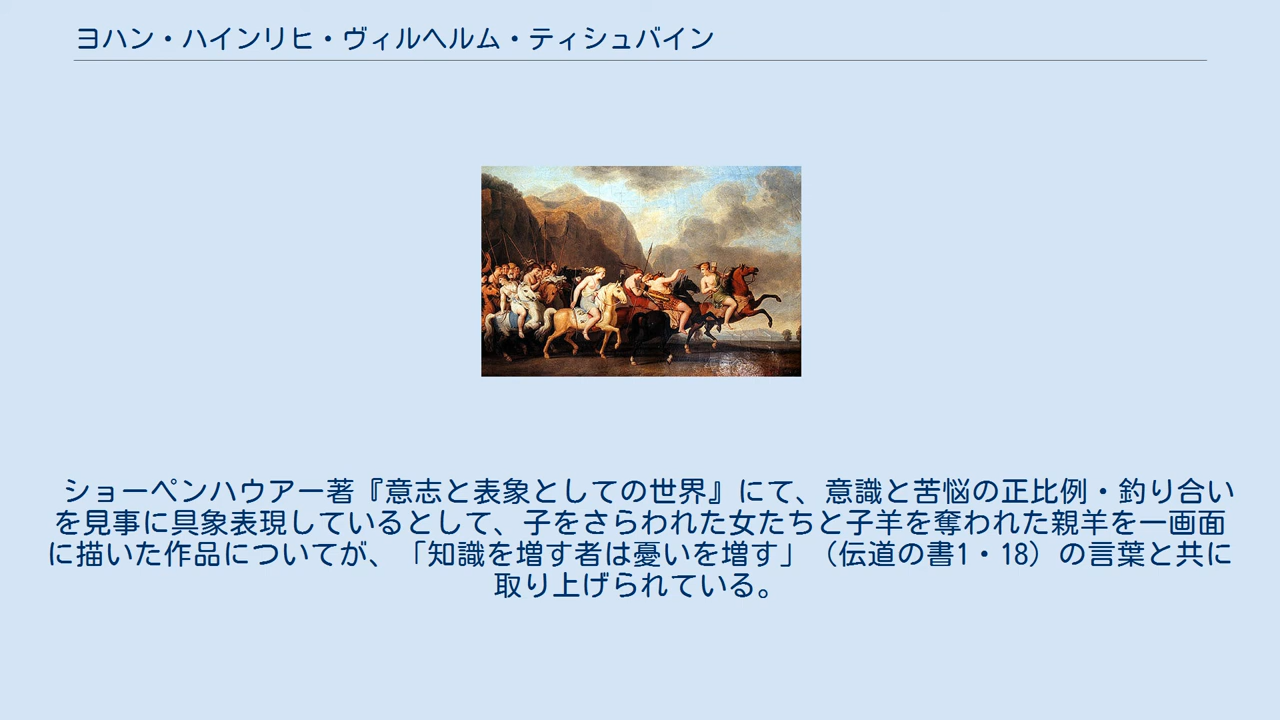 ヨハン・ハインリヒ・ヴィルヘルム・ティシュバイン
ショーペンハウアー著『意志と表象としての世界』にて、意識と苦悩の正比例・釣り合い
を見事に具象表現しているとして、子をさらわれた女たちと子羊を奪われた親羊を一画面
に描いた作品についてが、「知識を増す者は憂いを増す」（伝道の書1・18）の言葉と共に
取り上げられている。